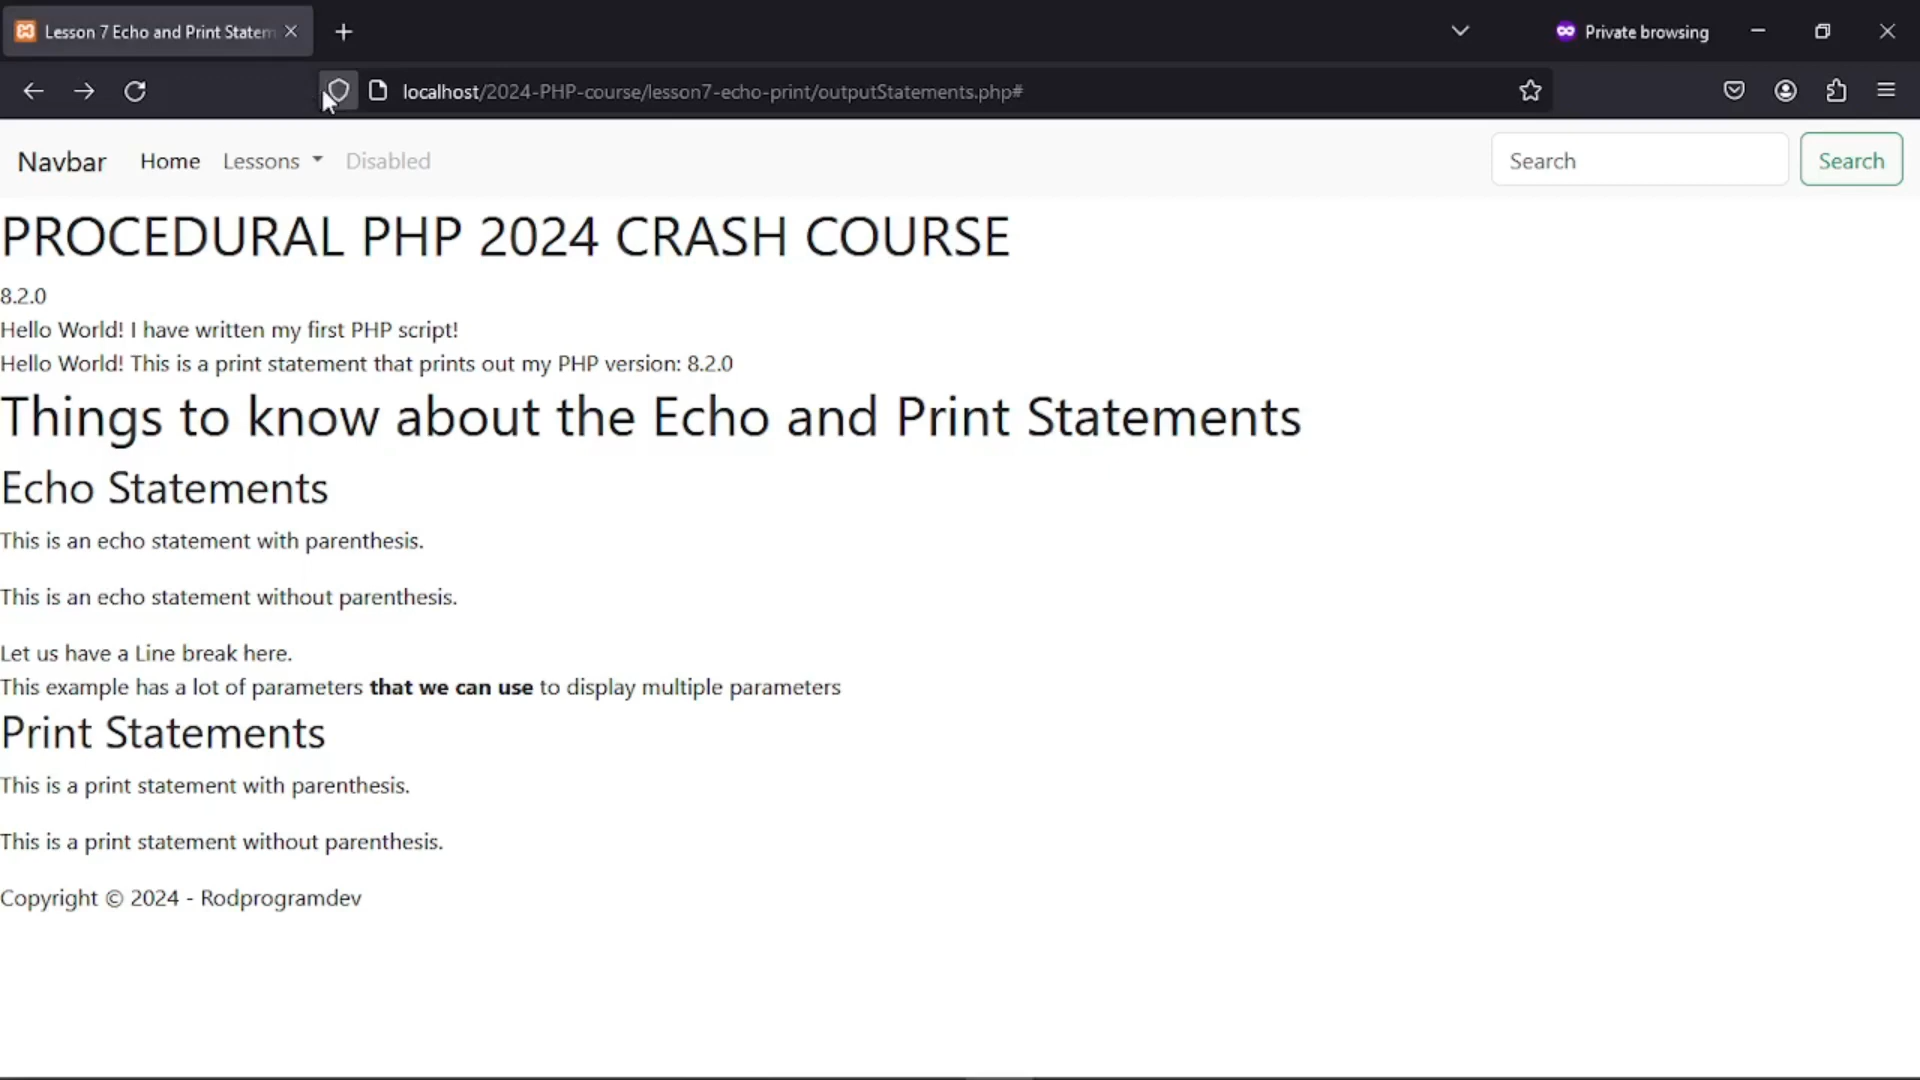 Lesson 7 Echo and Print Statem
Private browsing
localhost/2024-PHP-course/lesson7-echo-print/outputStatements.php#
Navbar Home Lessons Disabled Search Search
PROCEDURAL PHP 2024 CRASH COURSE
8.2.0
Hello World! I have written my first PHP script!
Hello World! This is a print statement that prints out my PHP version: 8.2.0
Things to know about the Echo and Print Statements
Echo Statements
This is an echo statement with parenthesis.
This is an echo statement without parenthesis.
Let us have a Line break here.
This example has a lot of parameters that we can use to display multiple parameters
Print Statements
This is a print statement with parenthesis.
This is a print statement without parenthesis.
Copyright © 2024 - Rodprogramdev